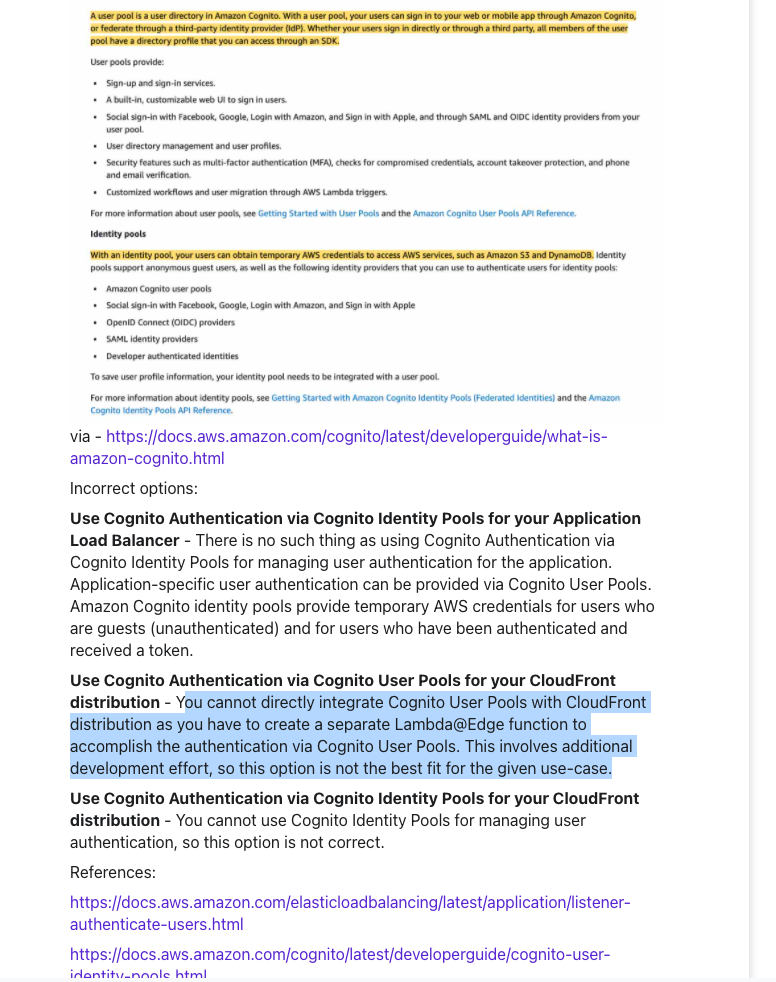 A user pool is a user directory in Amazon Cognito. With a user pool, your users can sign in to your web or mobile app through Amazon Cognito,
or federate through a third-party identity provider (IdP). Whether your users sign in directly or through a third party, all members of the user
pool have a directory profile that you can access through an SDK.
User pools provide:
• Sign-up and sign-in services.
• A built-in, customizable web UI to sign in users.
• Social sign-in with Facebook, Google, Login with Amazon, and Sign in with Apple, and through SAML and OIDC identity providers from your
user pool.
• User directory management and user profiles.
• Security features such as multi-factor authentication (MFA), checks for compromised credentials, account takeover protection, and phone
and email verification.
• Customized workflows and user migration through AWS Lambda triggers.
For more information about user pools, see Getting Started with User Pools and the Amazon Cognito User Pools API Reference.
Identity pools
With an identity pool, your users can obtain temporary AWS credentials to access AWS services, such as Amazon S3 and DynamoDB. Identity
pools support anonymous guest users, as well as the following identity providers that you can use to authenticate users for identity pools:
• Amazon Cognito user pools
• Social sign-in with Facebook, Google, Login with Amazon, and Sign in with Apple
• OpenID Connect (OIDC) providers
• SAML identity providers
• Developer authenticated identities
To save user profile information, your identity pool needs to be integrated with a user pool.
For more information about identity pools, see Getting Started with Amazon Cognito Identity Pools (Federated Identities) and the Amazon
Cognito Identity Pools API Reference.
via - https://docs.aws.amazon.com/cognito/latest/developerguide/what-is-
amazon-cognito.html
Incorrect options:
Use Cognito Authentication via Cognito Identity Pools for your Application
Load Balancer - There is no such thing as using Cognito Authentication via
Cognito Identity Pools for managing user authentication for the application.
Application-specific user authentication can be provided via Cognito User Pools.
Amazon Cognito identity pools provide temporary AWS credentials for users who
are guests (unauthenticated) and for users who have been authenticated and
received a token.
Use Cognito Authentication via Cognito User Pools for your CloudFront
distribution - You cannot directly integrate Cognito User Pools with CloudFront
distribution as you have to create a separate Lambda@Edge function to
accomplish the authentication via Cognito User Pools. This involves additional
development effort, so this option is not the best fit for the given use-case.
Use Cognito Authentication via Cognito Identity Pools for your CloudFront
distribution - You cannot use Cognito Identity Pools for managing user
authentication, so this option is not correct.
References:
https://docs.aws.amazon.com/elasticloadbalancing/latest/application/listener-
authenticate-users.html
https://docs.aws.amazon.com/cognito/latest/developerguide/cognito-user-
identity-pools.html